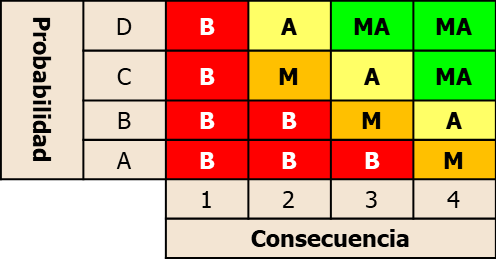 Probabilidad
D B A MA MA
C B M A MA
B B B M A
A B B B M
1 2 3 4
Consecuencia